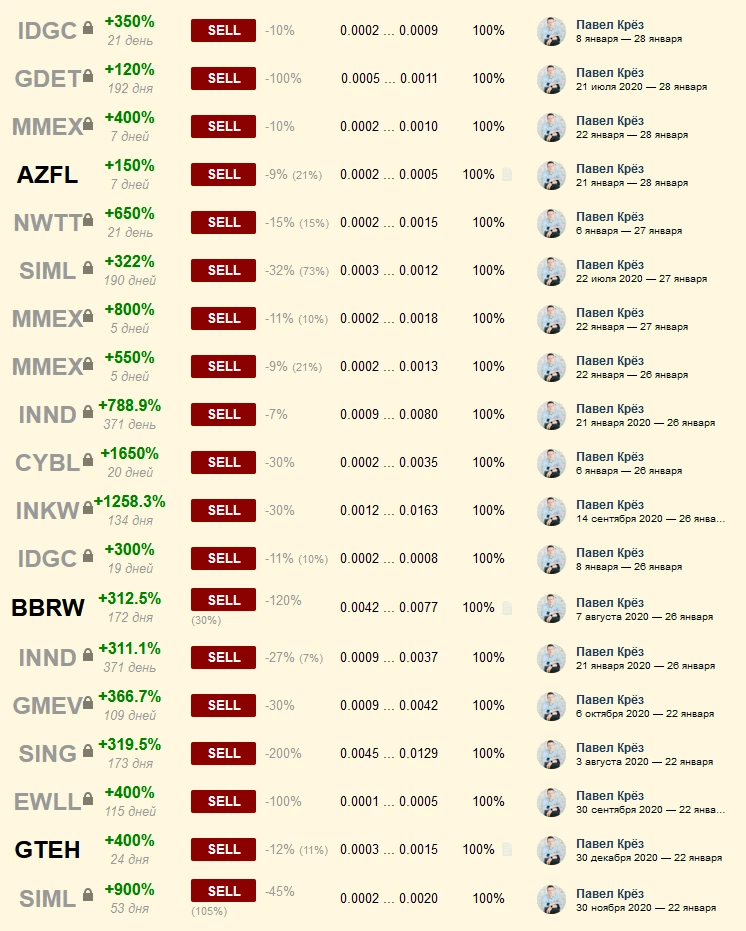 IDGC +350% SELL -10% 0.0002 ... 0.0009 100% Павел Крёз
21 день 8 января — 28 января
GDET +120% SELL -100% 0.0005 ... 0.0011 100% Павел Крёз
192 дня 21 июля 2020 — 28 января
MMEX +400% SELL -10% 0.0002 ... 0.0010 100% Павел Крёз
7 дней 22 января — 28 января
AZFL +150% SELL -9% (21%) 0.0002 ... 0.0005 100% Павел Крёз
7 дней 21 января — 28 января
NWTT +650% SELL -15% (15%) 0.0002 ... 0.0015 100% Павел Крёз
21 день 6 января — 27 января
SIML +322% SELL -32% (73%) 0.0003 ... 0.0012 100% Павел Крёз
190 дней 22 июля 2020 — 27 января
MMEX +800% SELL -11% (10%) 0.0002 ... 0.0018 100% Павел Крёз
5 дней 22 января — 27 января
MMEX +550% SELL -9% (21%) 0.0002 ... 0.0013 100% Павел Крёз
5 дней 22 января — 26 января
INND +788.9% SELL -7% 0.0009 ... 0.0080 100% Павел Крёз
371 день 21 января 2020 — 26 января
CYBL +1650% SELL -30% 0.0002 ... 0.0035 100% Павел Крёз
20 дней 6 января — 26 января
INKW +1258.3% SELL -30% 0.0012 ... 0.0163 100% Павел Крёз
134 дня 14 сентября 2020 — 26 янва...
IDGC +300% SELL -11% (10%) 0.0002 ... 0.0008 100% Павел Крёз
19 дней 8 января — 26 января
BBRW +312.5% SELL -120% 0.0042 ... 0.0077 100% Павел Крёз
172 дня (30%) 7 августа 2020 — 26 января
INND +311.1% SELL -27% (7%) 0.0009 ... 0.0037 100% Павел Крёз
371 день 21 января 2020 — 26 января
GMEV +366.7% SELL -30% 0.0009 ... 0.0042 100% Павел Крёз
109 дней 6 октября 2020 — 22 января
SING +319.5% SELL -200% 0.0045 ... 0.0129 100% Павел Крёз
173 дня 3 августа 2020 — 22 января
EWLL +400% SELL -100% 0.0001 ... 0.0005 100% Павел Крёз
115 дней 30 сентября 2020 — 22 янва...
GTEH +400% SELL -12% (11%) 0.0003 ... 0.0015 100% Павел Крёз
24 дня 30 декабря 2020 — 22 января
SIML +900% SELL -45% 0.0002 ... 0.0020 100% Павел Крёз
53 дня (105%) 30 ноября 2020 — 22 января